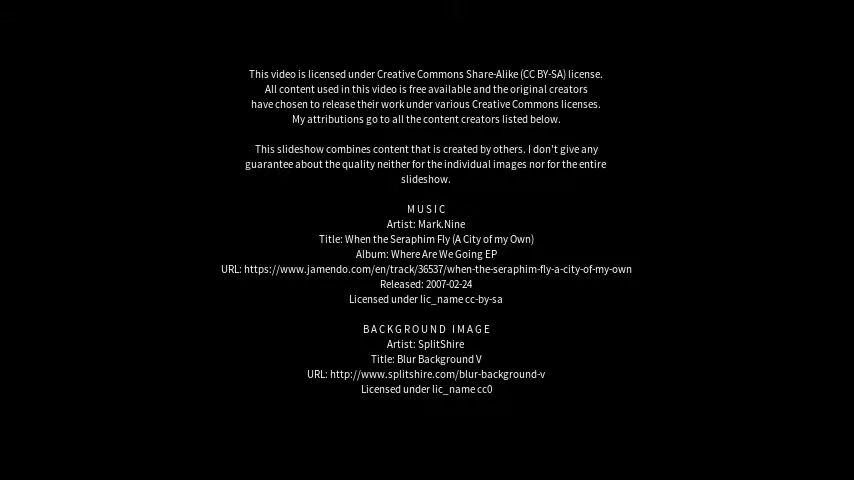 This video is licensed under Creative Commons Share-Alike (CC BY-SA) license.
All content used in this video is free available and the original creators
have chosen to release their work under various Creative Commons licenses.
My attributions go to all the content creators listed below.
This slideshow combines content that is created by others. I don't give any
guarantee about the quality neither for the individual images nor for the entire
slideshow.
MUSIC
Artist: Mark.Nine
Title: When the Seraphim Fly (A City of my Own)
Album: Where Are We Going EP
URL: https://www.jamendo.com/en/track/36537/when-the-seraphim-fly-a-city-of-my-own
Released: 2007-02-24
Licensed under lic_name cc-by-sa
BACKGROUND IMAGE
Artist: SplitShire
Title: Blur Background V
URL: http://www.splitshire.com/blur-background-v
Licensed under lic_name cc0